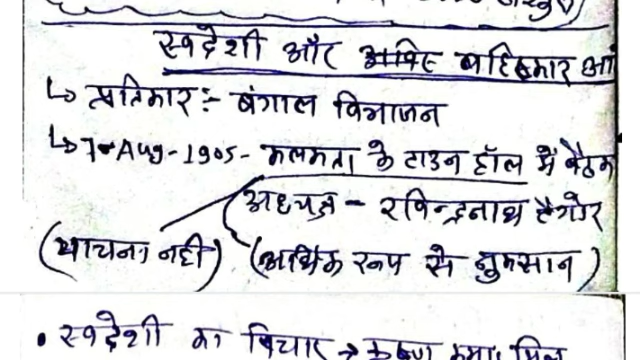 स्वदेशी और बहिष्कार आं
↳ प्रतिकार :- बंगाल विभाजन
↳ 7 Aug - 1905 - कलकत्ता के टाउन हॉल में बैठक
अध्यक्ष - रविन्द्रनाथ टैगोर
(याचना नहीं) (आर्थिक रूप से नुकसान)
• स्वदेशी का विचार → कृष्ण कुमार मित्र